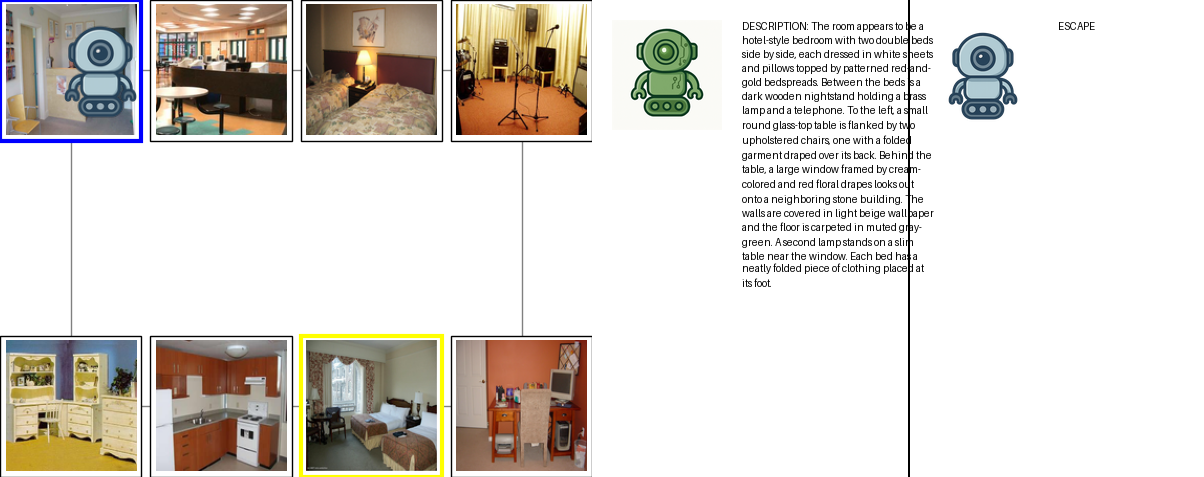 DESCRIPTION: The room appears to be a
hotel-style bedroom with two double beds
side by side, each dressed in white sheets
and pillows topped by patterned red-and-
gold bedspreads. Between the beds is a
dark wooden nightstand holding a brass
lamp and a telephone. To the left, a small
round glass-top table is flanked by two
upholstered chairs, one with a folded
garment draped over its back. Behind the
table, a large window framed by cream-
colored and red floral drapes looks out
onto a neighboring stone building. The
walls are covered in light beige wallpaper
and the floor is carpeted in muted gray-
green. A second lamp stands on a slim
table near the window. Each bed has a
neatly folded piece of clothing placed at
its foot.
ESCAPE